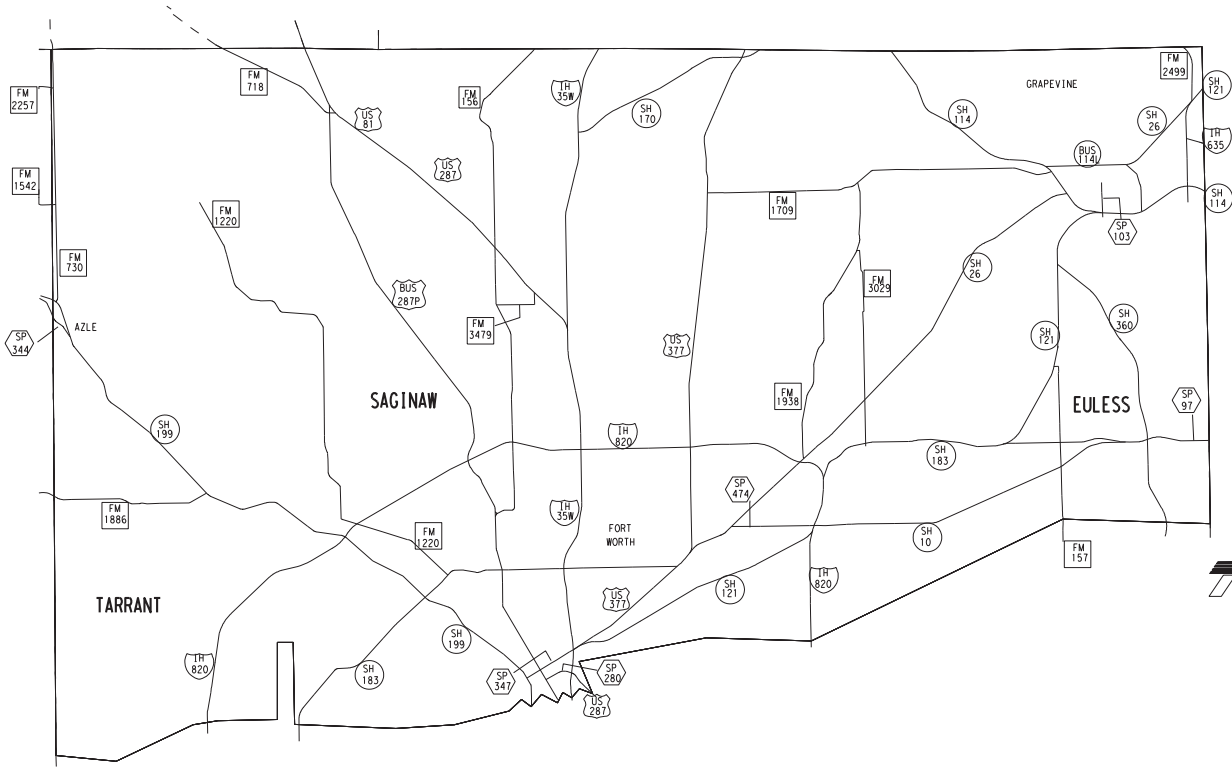 FM
2257
FM
718
US
81
FM
156
IH
35W
SH
170
GRAPEVINE
FM
2499
SH
121
SH
114
SH
26
IH
635
BUS
114L
FM
1542
US
287
FM
1220
FM
1709
SH
114
SP
103
FM
730
SH
26
BUS
287P
FM
3029
SP
344
AZLE
FM
3479
US
377
SH
121
SH
360
SAGINAW
FM
1938
EULESS
SP
97
SH
199
IH
820
SH
183
SP
474
FM
1886
IH
35W
FM
1220
FORT
WORTH
SH
10
FM
157
TARRANT
US
377
SH
121
IH
820
SH
199
IH
820
SH
183
SP
347
SP
280
US
287